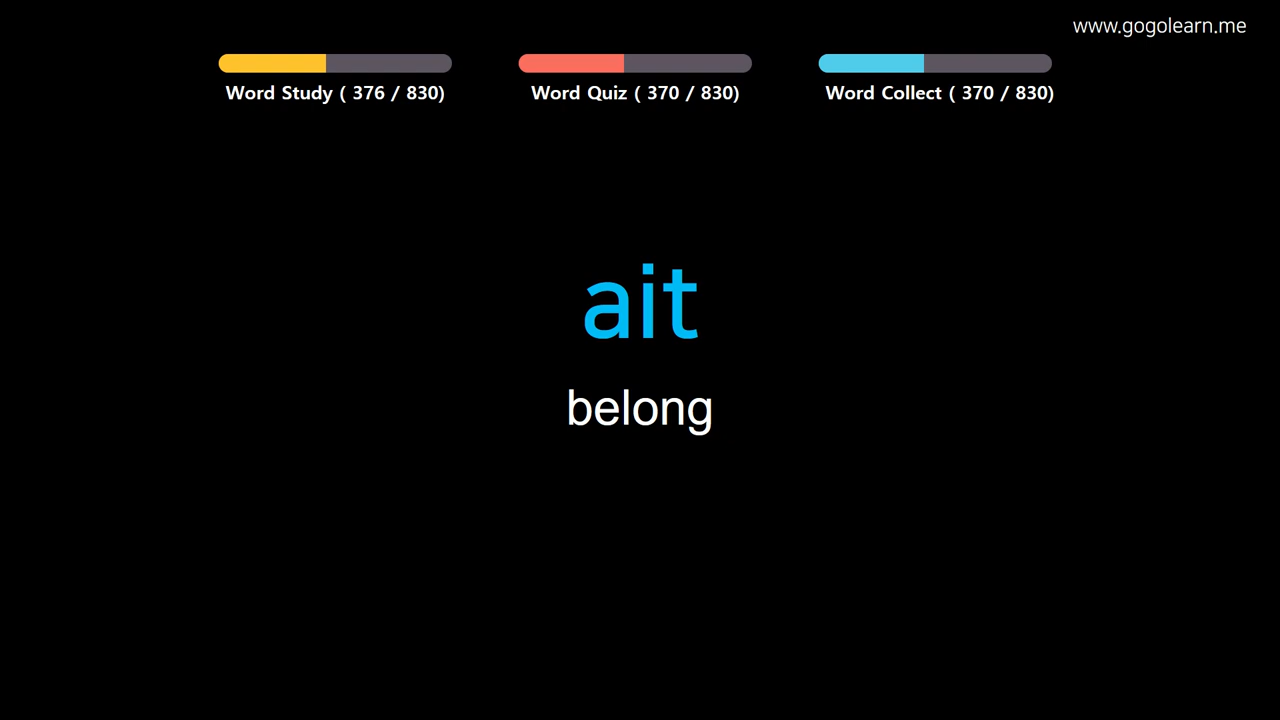 www.gogolearn.me
Word Study ( 376 / 830)
Word Quiz ( 370 / 830)
Word Collect ( 370 / 830)
ait
belong